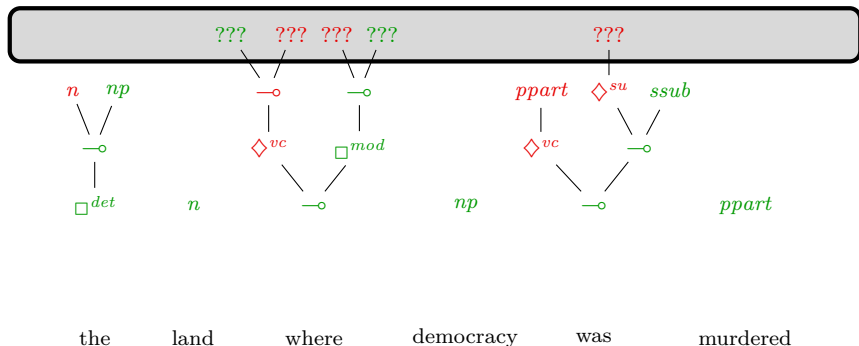 ??? ??? ??? ??? ???
n np ppart ◇su ssub
⊸ ⊸ ⊸
◇vc □mod ◇vc
⊸ ⊸
⊸ ⊸
□det n np ppart
the land where democracy was murdered